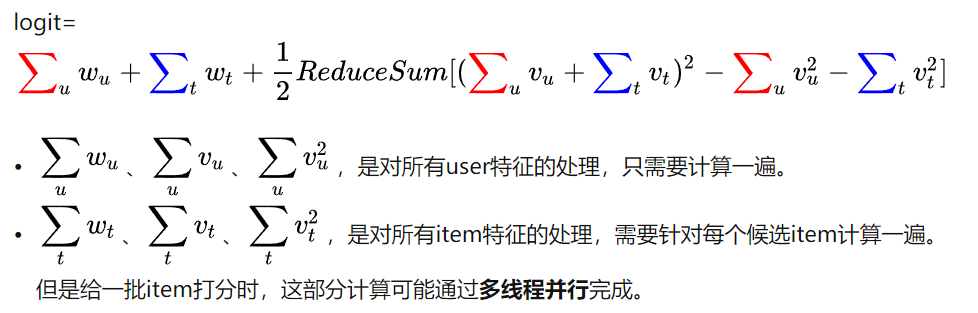 logit=
$\sum_u w_u + \sum_t w_t + \frac{1}{2} ReduceSum[(\sum_u v_u + \sum_t v_t)^2 - \sum_u v_u^2 - \sum_t v_t^2]$
• $\sum_u w_u$、$\sum_u v_u$、$\sum_u v_u^2$，是对所有user特征的处理，只需要计算一遍。
• $\sum_t w_t$、$\sum_t v_t$、$\sum_t v_t^2$，是对所有item特征的处理，需要针对每个候选item计算一遍。
但是给一批item打分时，这部分计算可能通过多线程并行完成。